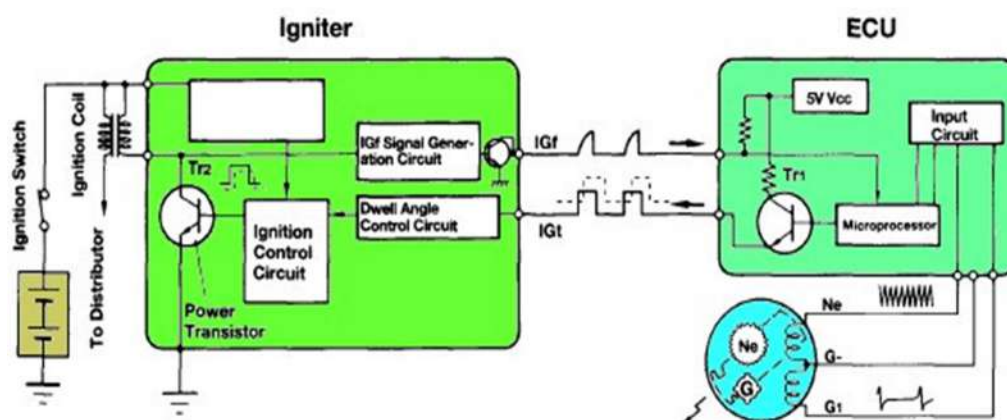 Igniter
ECU
Ignition Switch
Ignition Coil
To Distributor
IGf Signal Gener-
ation Circuit
Tr2
Dwell Angle
Control Circuit
Ignition
Control
Circuit
Power
Transistor
IGf
IGt
5V Vcc
Input
Circuit
Tr1
Microprocessor
Ne
Ne
G-
G
G1